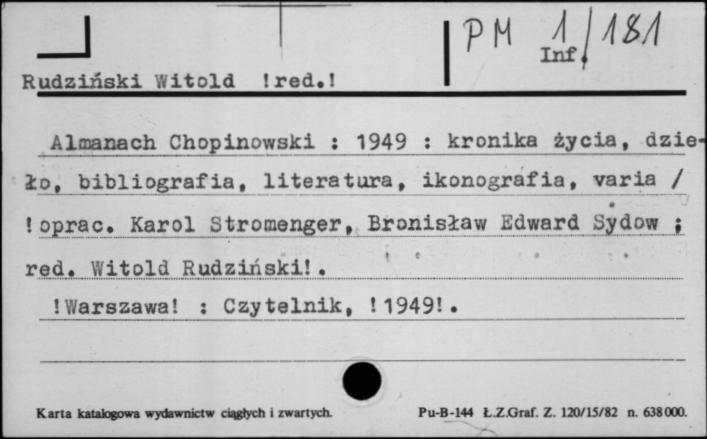 PM 1/181
Inf.
Rudziński Witold !red.!
Almanach Chopinowski : 1949 : kronika życia, dzie-
ło, bibliografia, literatura, ikonografia, varia /
!oprac. Karol Stromenger, Bronisław Edward Sydow ;
red. Witold Rudziński!.
!Warszawa! : Czytelnik, !1949!.
Karta katalogowa wydawnictw ciągłych i zwartych. Pu-B-144 Ł.Z.Graf. Z. 120/15/82 n. 638000.